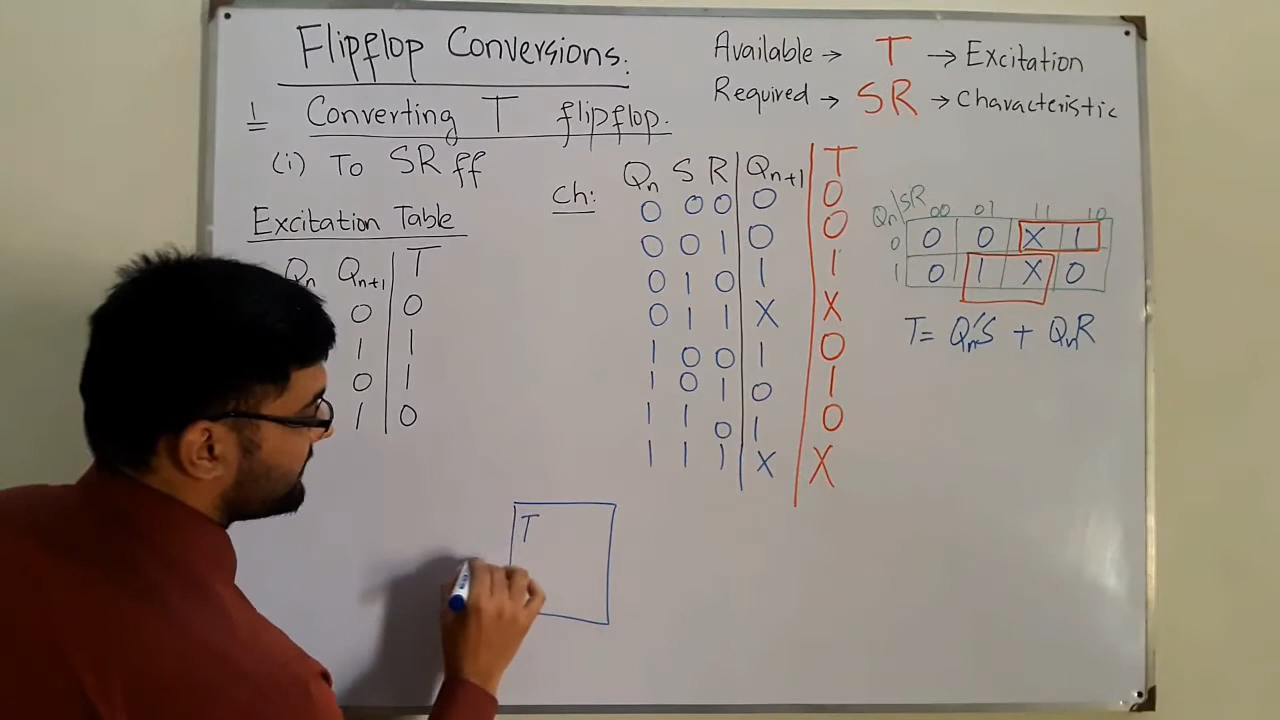 Flipflop Conversions:
1 Converting T flipflop.
(i) To SR ff
Available → T → Excitation
Required → SR → Characteristic
Excitation Table
Qn Qn+1 T
0 0
1 1
0 1
1 0
Ch:
Qn S R Qn+1 T
0 0 0 0 0
0 0 1 0 0
0 1 0 1 1
0 1 1 X X
1 0 0 1 0
1 0 1 0 1
1 1 0 1 0
1 1 1 X X
Qn\SR 00 01 11 10
0 0 0 X 1
1 0 1 X 0
T= Qn'S + QnR
T